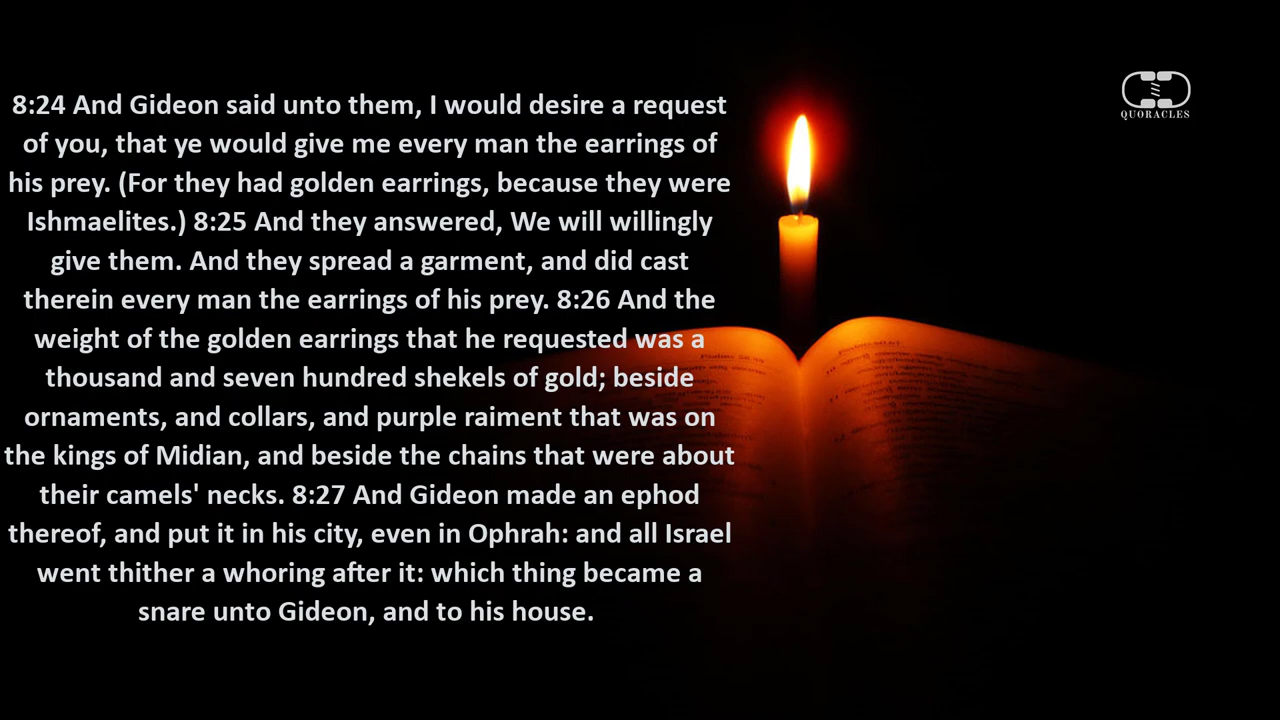 8:24 And Gideon said unto them, I would desire a request
of you, that ye would give me every man the earrings of
his prey. (For they had golden earrings, because they were
Ishmaelites.) 8:25 And they answered, We will willingly
give them. And they spread a garment, and did cast
therein every man the earrings of his prey. 8:26 And the
weight of the golden earrings that he requested was a
thousand and seven hundred shekels of gold; beside
ornaments, and collars, and purple raiment that was on
the kings of Midian, and beside the chains that were about
their camels' necks. 8:27 And Gideon made an ephod
thereof, and put it in his city, even in Ophrah: and all Israel
went thither a whoring after it: which thing became a
snare unto Gideon, and to his house.
QUORACLES